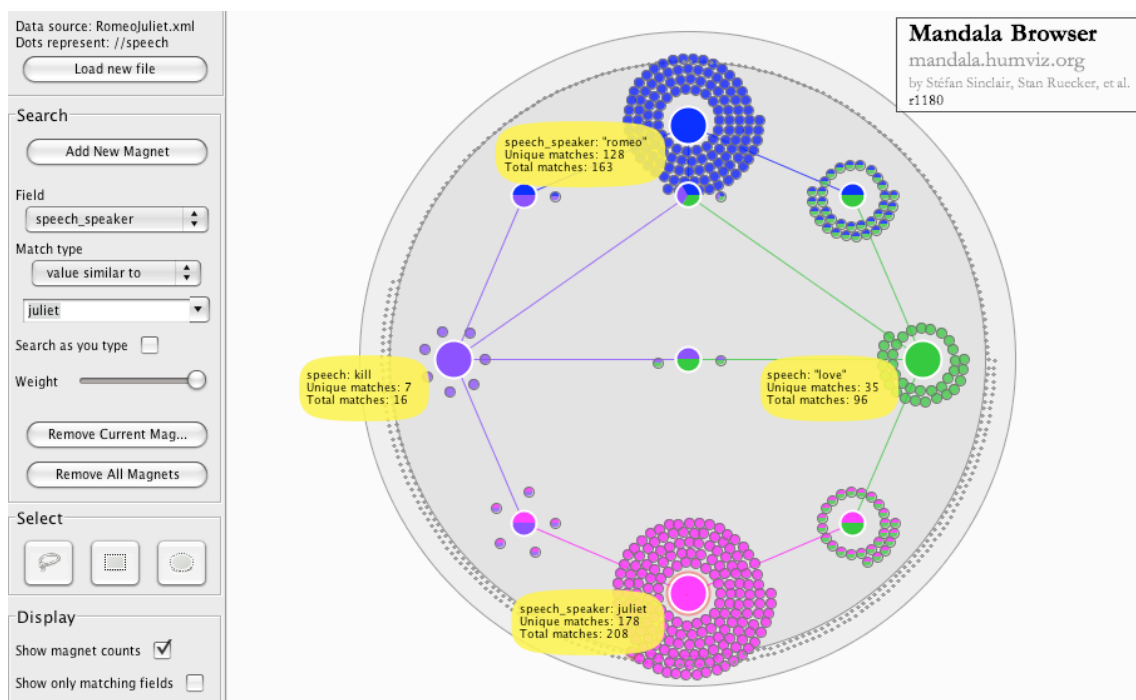 Data source: RomeoJuliet.xml
Dots represent: //speech
Load new file
Search
Add New Magnet
Field
speech_speaker
Match type
value similar to
juliet
Search as you type
Weight
Remove Current Mag...
Remove All Magnets
Select
Display
Show magnet counts
Show only matching fields
Mandala Browser
mandala.humviz.org
by Stéfan Sinclair, Stan Ruecker, et al.
r1180
speech_speaker: "romeo"
Unique matches: 128
Total matches: 163
speech: kill
Unique matches: 7
Total matches: 16
speech: "love"
Unique matches: 35
Total matches: 96
speech_speaker: juliet
Unique matches: 178
Total matches: 208